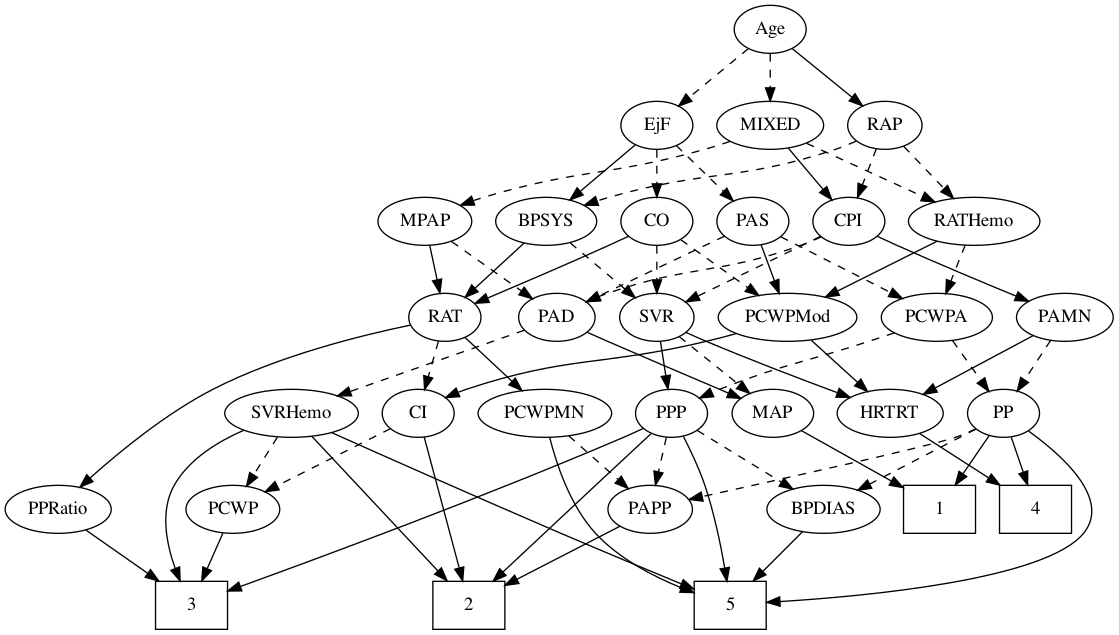 Age
EjF
MIXED
RAP
MPAP
BPSYS
CO
PAS
CPI
RATHemo
RAT
PAD
SVR
PCWPMod
PCWPA
PAMN
SVRHemo
CI
PCWPMN
PPP
MAP
HRTRT
PP
PPRatio
PCWP
PAPP
BPDIAS
1
4
3
2
5